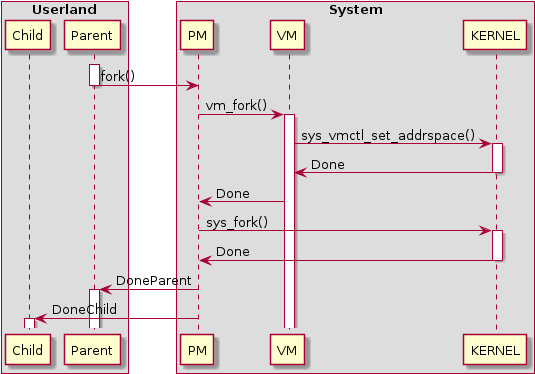 Userland
System
Child
Parent
PM
VM
KERNEL
fork()
vm_fork()
sys_vmctl_set_addrspace()
Done
Done
sys_fork()
Done
DoneParent
DoneChild
Child
Parent
PM
VM
KERNEL